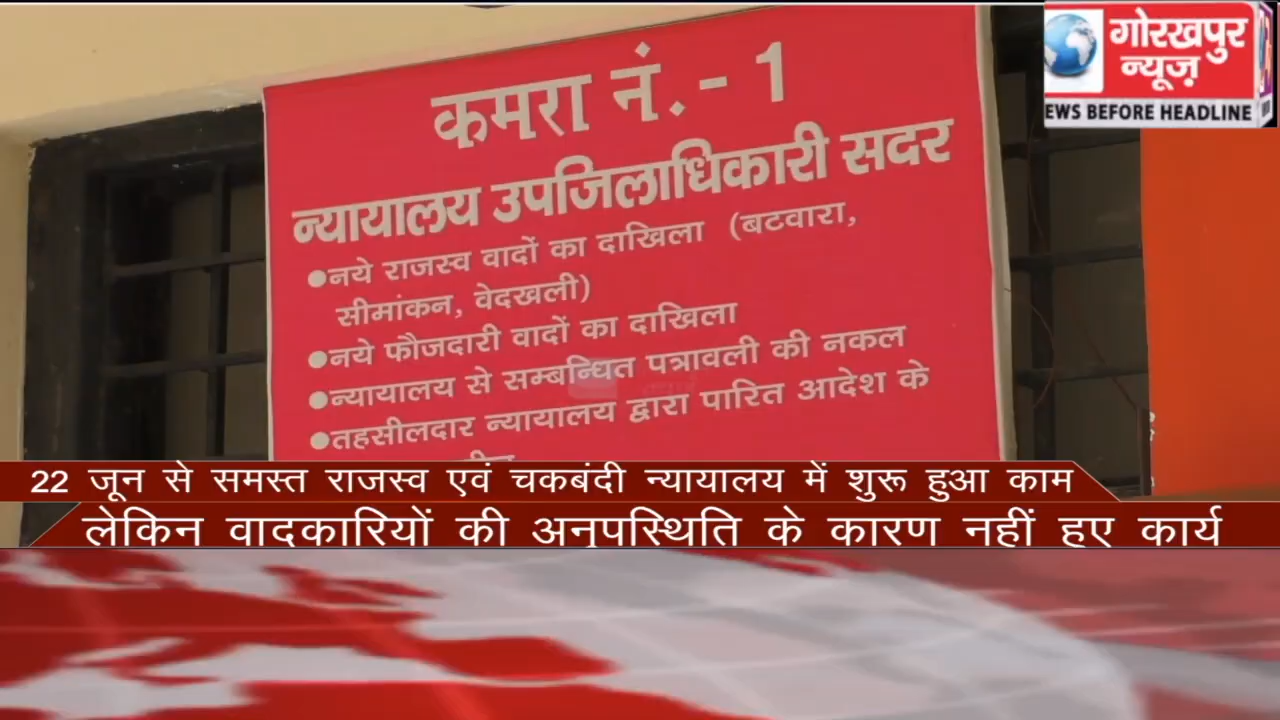 गोरखपुर
न्यूज़
EWS BEFORE HEADLINE
कमरा नं. - 1
न्यायालय उपजिलाधिकारी सदर
●नये राजस्व वादों का दाखिला (बटवारा,
सीमांकन, वेदखली)
●नये फौजदारी वादों का दाखिला
●न्यायालय से सम्बन्धित पत्रावली की नकल
●तहसीलदार न्यायालय द्वारा पारित आदेश के
22 जून से समस्त राजस्व एवं चकबंदी न्यायालय में शुरू हुआ काम
लेकिन वादकारियों की अनुपस्थिति के कारण नहीं हुए कार्य